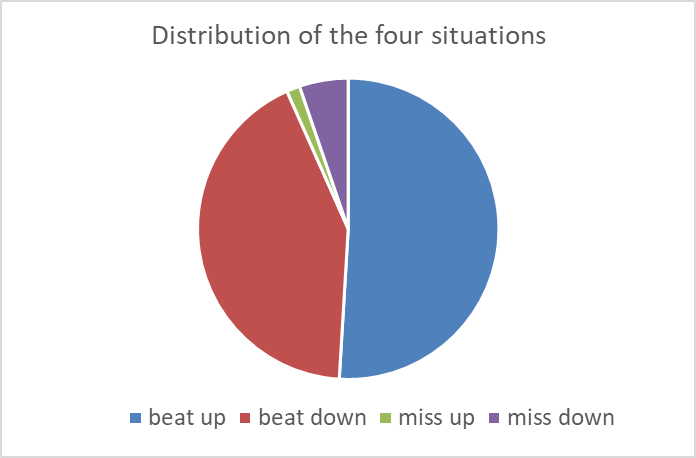 Distribution of the four situations
beat up beat down miss up miss down